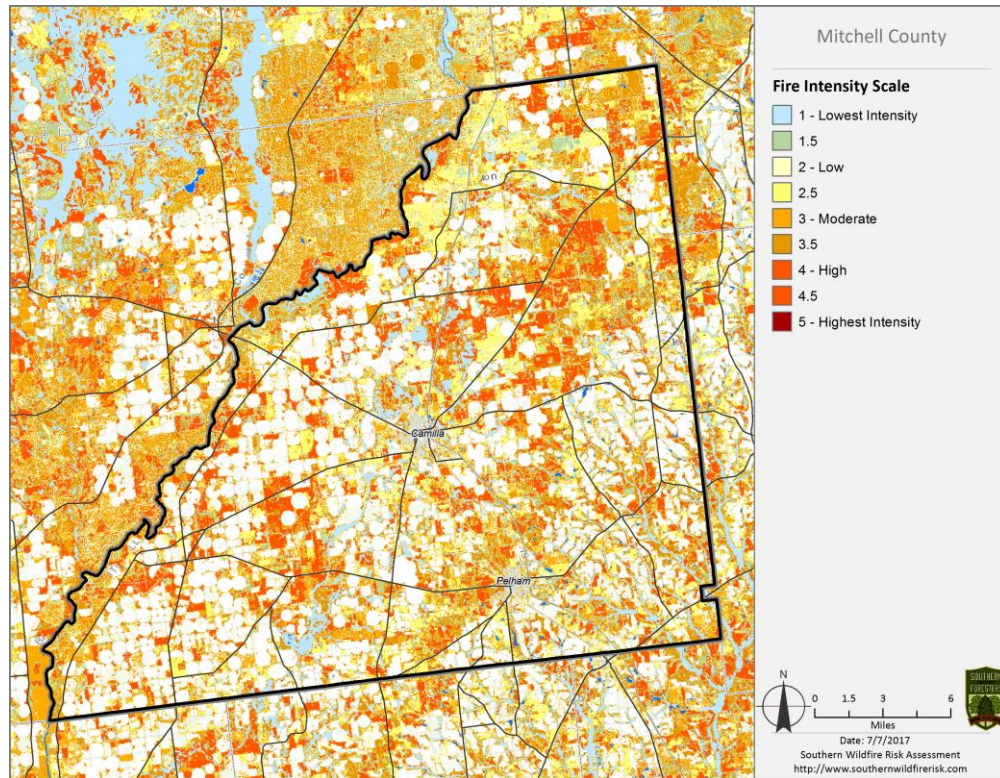 Mitchell County
Fire Intensity Scale
1 - Lowest Intensity
1.5
2 - Low
2.5
3 - Moderate
3.5
4 - High
4.5
5 - Highest Intensity
Camilla
Pelham
N
0 1.5 3 6
Miles
Date: 7/7/2017
Southern Wildfire Risk Assessment
http://www.southernwildfirerisk.com
SOUTHERN
FORESTERS